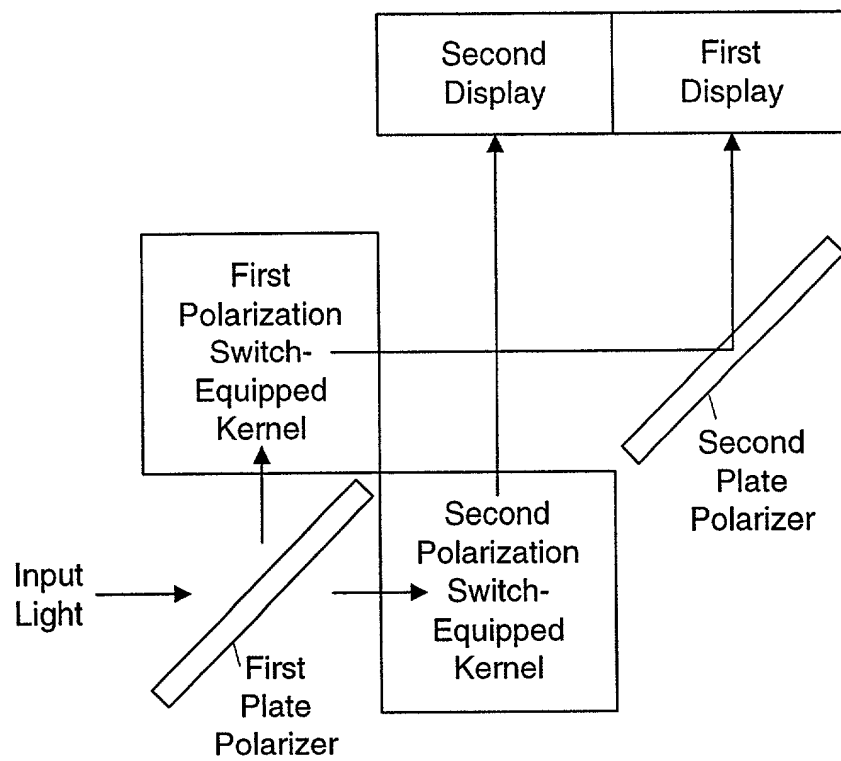 Second
Display
First
Display
First
Polarization
Switch-
Equipped
Kernel
Second
Plate
Polarizer
Second
Polarization
Switch-
Equipped
Kernel
Input
Light
First
Plate
Polarizer